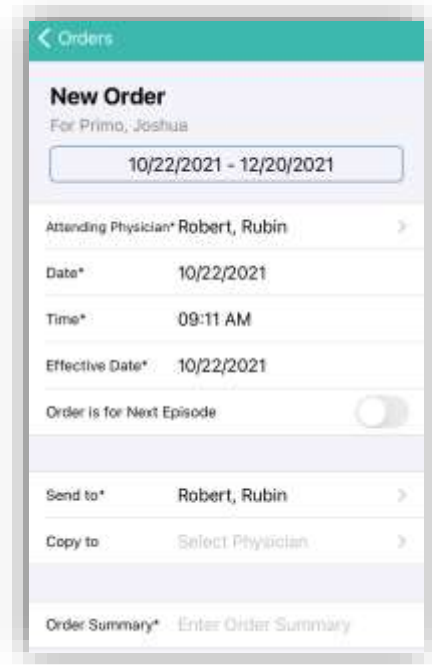 Orders
New Order
For Primo, Joshua
10/22/2021 - 12/20/2021
Attending Physician* Robert, Rubin
Date* 10/22/2021
Time* 09:11 AM
Effective Date* 10/22/2021
Order is for Next Episode
Send to* Robert, Rubin
Copy to Select Physician
Order Summary* Enter Order Summary